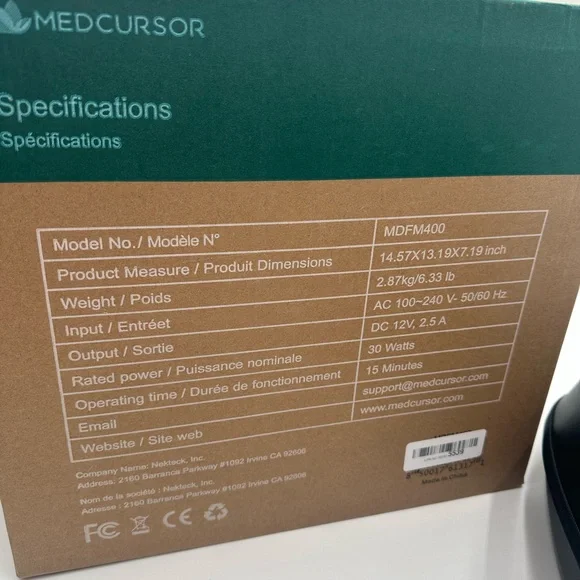 MEDCURSOR
Specifications
Spécifications
Model No./ Modèle N° MDFM400
Product Measure / Produit Dimensions 14.57X13.19X7.19 inch
Weight / Poids 2.87kg/6.33 lb
Input / Entréet AC 100~240 V- 50/60 Hz
Output / Sortie DC 12V, 2.5 A
Rated power / Puissance nominale 30 Watts
Operating time / Durée de fonctionnement 15 Minutes
Email support@medcursor.com
Website / Site web www.medcursor.com
Company Name: Nekteck, Inc.
Address: 2160 Barranca Parkway #1092 Irvine CA 92606
Nom de la société : Nekteck, Inc.
Adresse: 2160 Barranca Parkway #1092 Irvine CA 92606
Made in China
FC CE